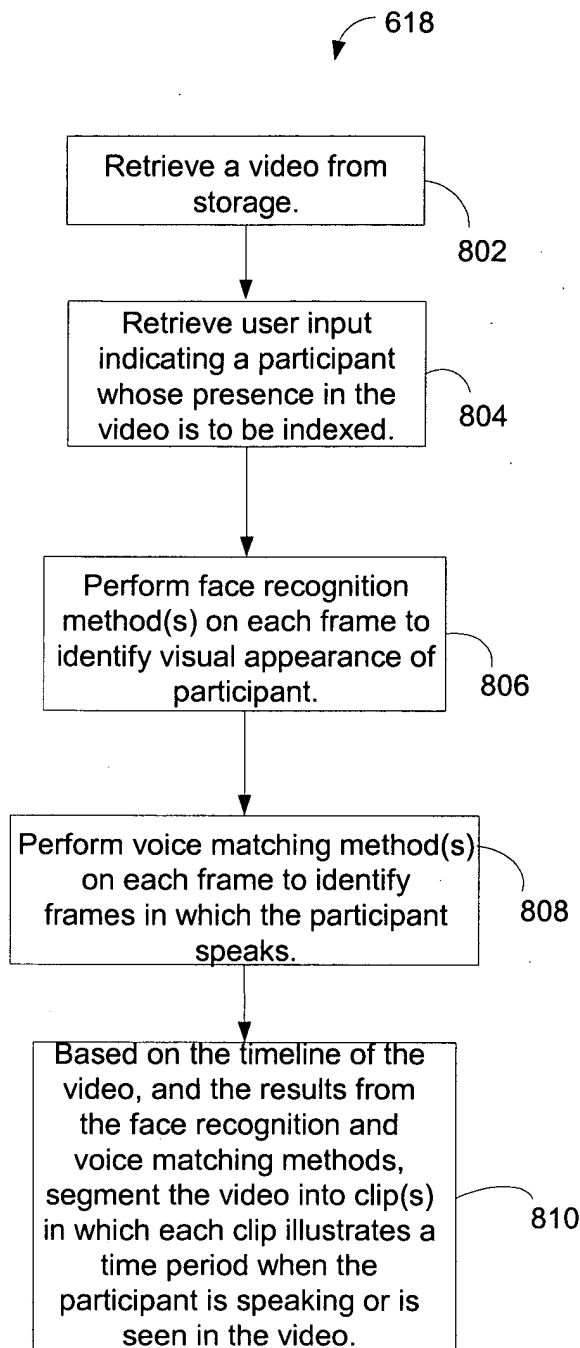 618
Retrieve a video from
storage.
802
Retrieve user input
indicating a participant
whose presence in the
video is to be indexed.
804
Perform face recognition
method(s) on each frame to
identify visual appearance of
participant.
806
Perform voice matching method(s)
on each frame to identify
frames in which the participant
speaks.
808
Based on the timeline of the
video, and the results from
the face recognition and
voice matching methods,
segment the video into clip(s)
in which each clip illustrates a
time period when the
participant is speaking or is
seen in the video.
810